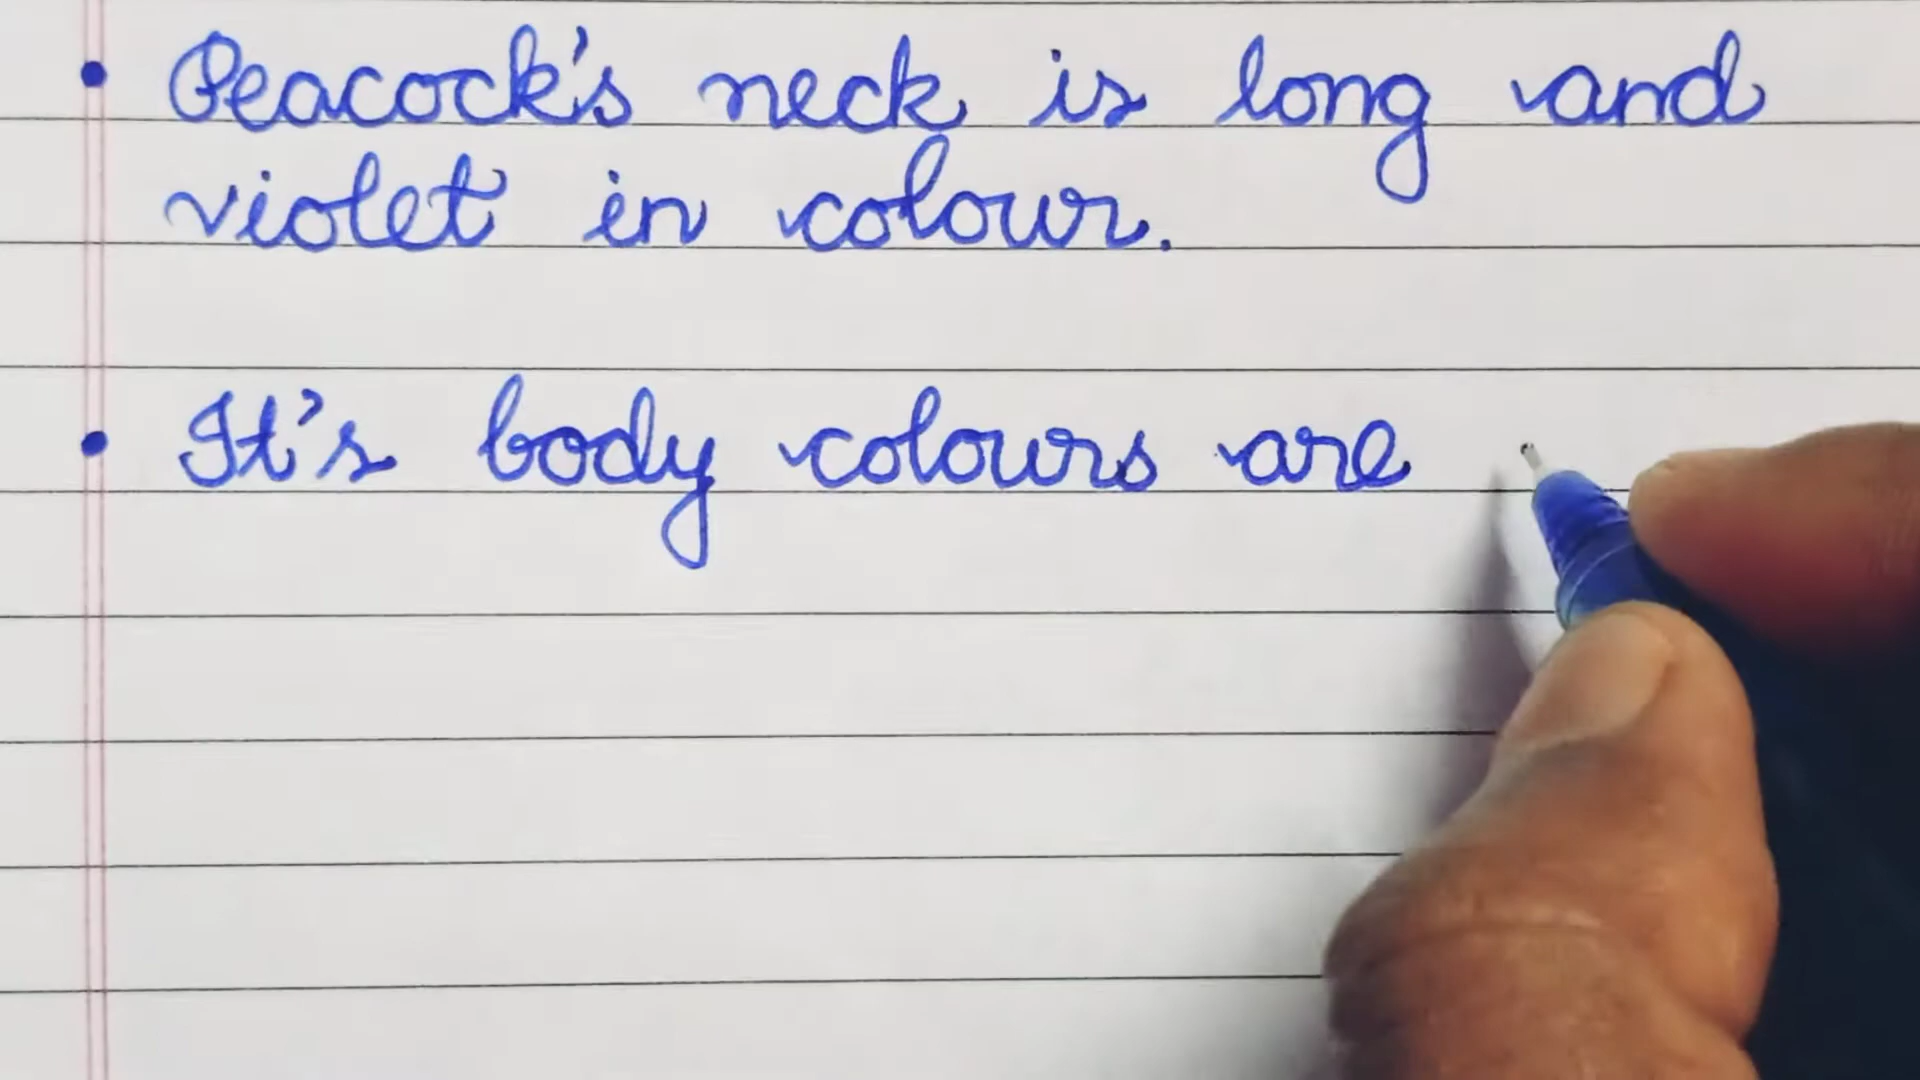 • Peacock's neck is long and
violet in colour.
• It's body colours are